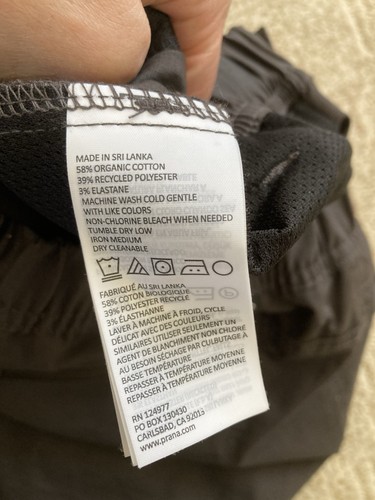 MADE IN SRI LANKA
58% ORGANIC COTTON
39% RECYCLED POLYESTER
3% ELASTANE
MACHINE WASH COLD GENTLE
WITH LIKE COLORS
NON-CHLORINE BLEACH WHEN NEEDED
TUMBLE DRY LOW
IRON MEDIUM
DRY CLEANABLE
FABRIQUÉ AU SRI LANKA
58% COTON BIOLOGIQUE
39% POLYESTER RECYCLÉ
3% ÉLASTHANNE
LAVER À MACHINE À FROID, CYCLE
DÉLICAT AVEC DES COULEURS
SIMILAIRES UTILISER SEULEMENT UN
AGENT DE BLANCHIMENT NON CHLORÉ
AU BESOIN SÉCHAGE PAR CULBUTAGE À
BASSE TEMPÉRATURE
REPASSER À TEMPÉRATURE MOYENNE
REPASSER À TEMPÉRATURE MOYENNE
RN 124977
PO BOX 130430
CARLSBAD, CA 92013
www.prana.com